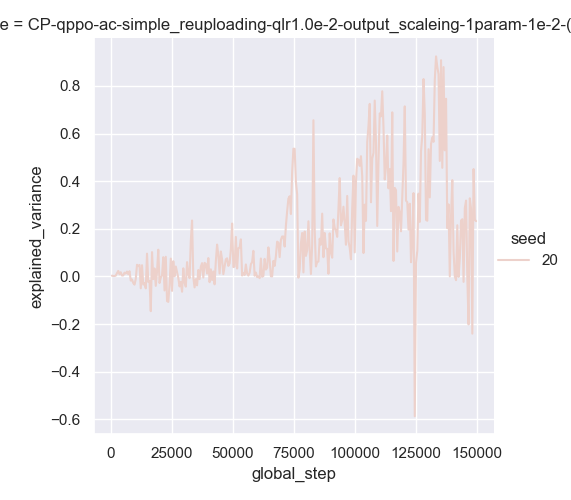 e = CP-qppo-ac-simple_reuploading-qlr1.0e-2-output_scaleing-1param-1e-2-(
0.8
0.6
0.4
0.2
0.0
−0.2
−0.4
−0.6
explained_variance
0 25000 50000 75000 100000 125000 150000
global_step
seed
20